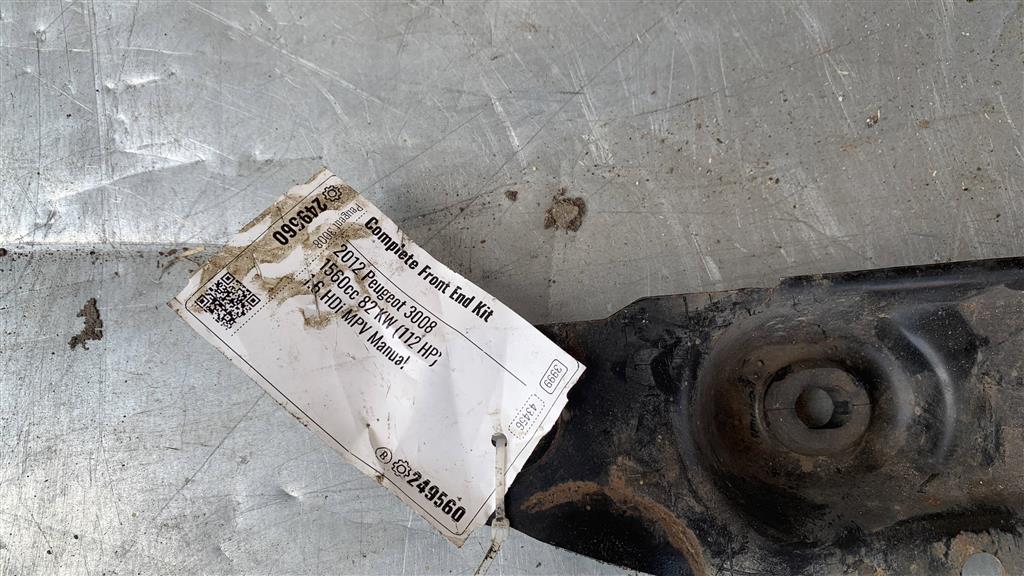 249560
Peugeot 3008
Complete Front End Kit
2012 Peugeot 3008
1560cc 82 KW (112 HP)
1.6 HDi MPV Manual
3999
43456
R 249560